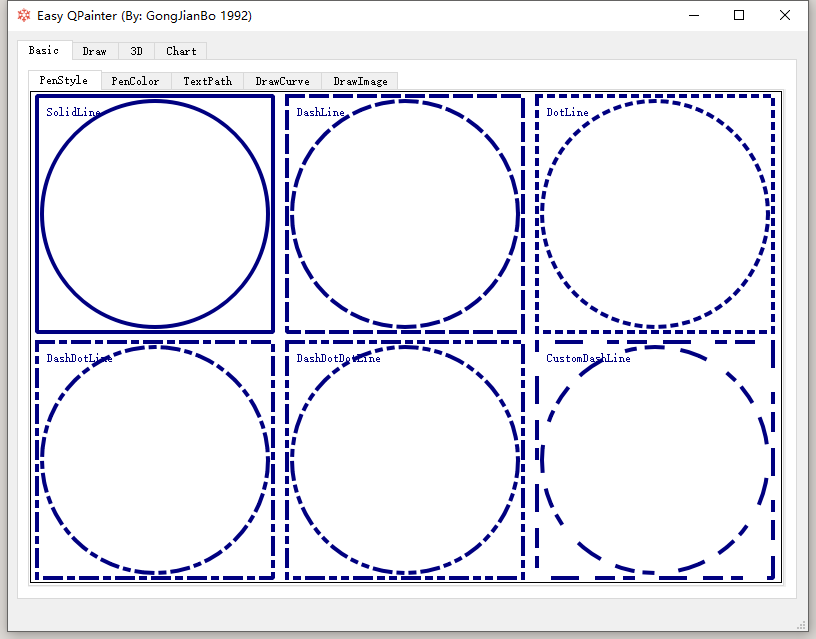 Easy QPainter (By: GongJianBo 1992)
Basic Draw 3D Chart
PenStyle PenColor TextPath DrawCurve DrawImage
SolidLine DashLine DotLine
DashDotLine DashDotDotLine CustomDashLine